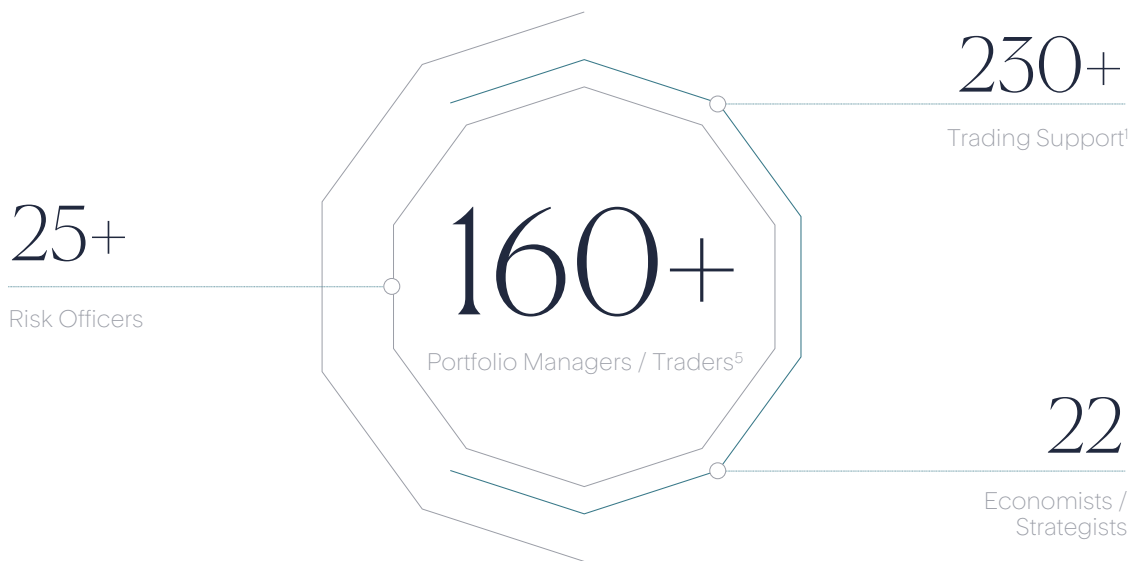 230+
Trading Support¹
25+
Risk Officers
160+
Portfolio Managers / Traders⁵
22
Economists /
Strategists